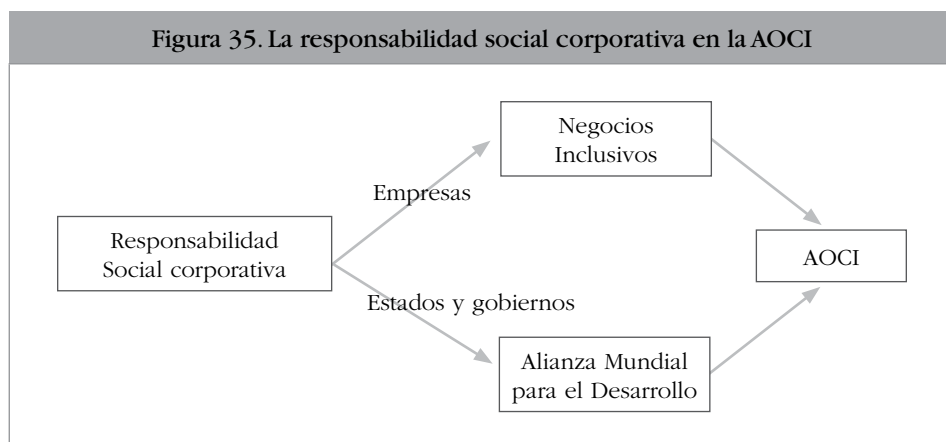 Figura 35. La responsabilidad social corporativa en la AOCI
Negocios
Inclusivos
Empresas
Responsabilidad
Social corporativa
AOCI
Estados y gobiernos
Alianza Mundial
para el Desarrollo